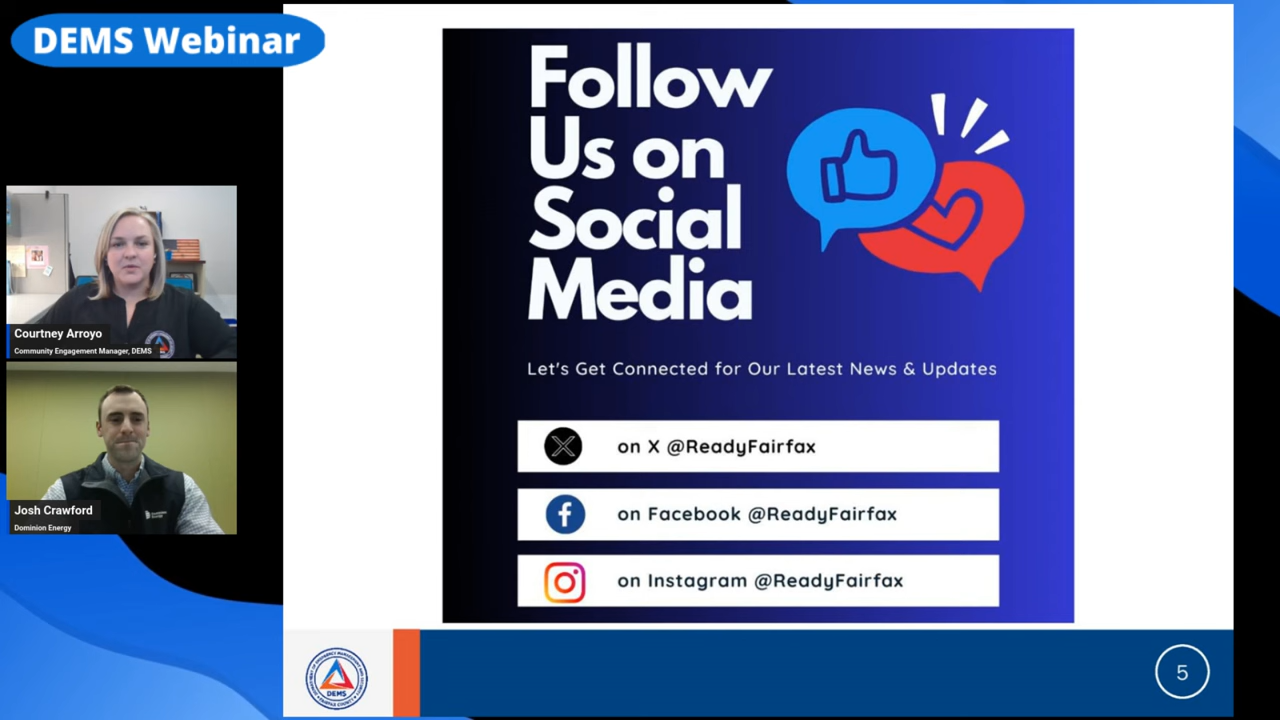 DEMS Webinar
Follow
Us on
Social
Media
Let's Get Connected for Our Latest News & Updates
on X @ReadyFairfax
on Facebook @ReadyFairfax
on Instagram @ReadyFairfax
Courtney Arroyo
Community Engagement Manager, DEMS
Josh Crawford
Dominion Energy
DEMS
5